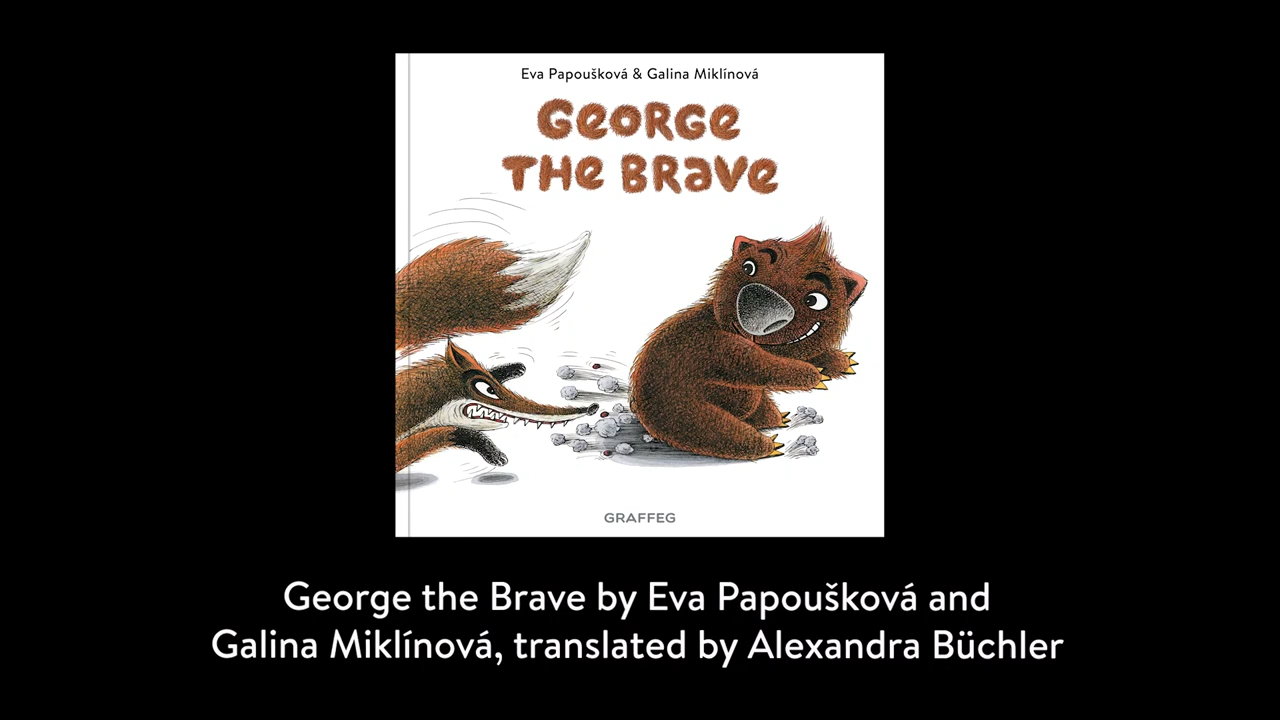 Eva Papoušková & Galina Miklínová
GEORGE
THE BRAVE
GRAFFEG
George the Brave by Eva Papoušková and
Galina Miklínová, translated by Alexandra Büchler